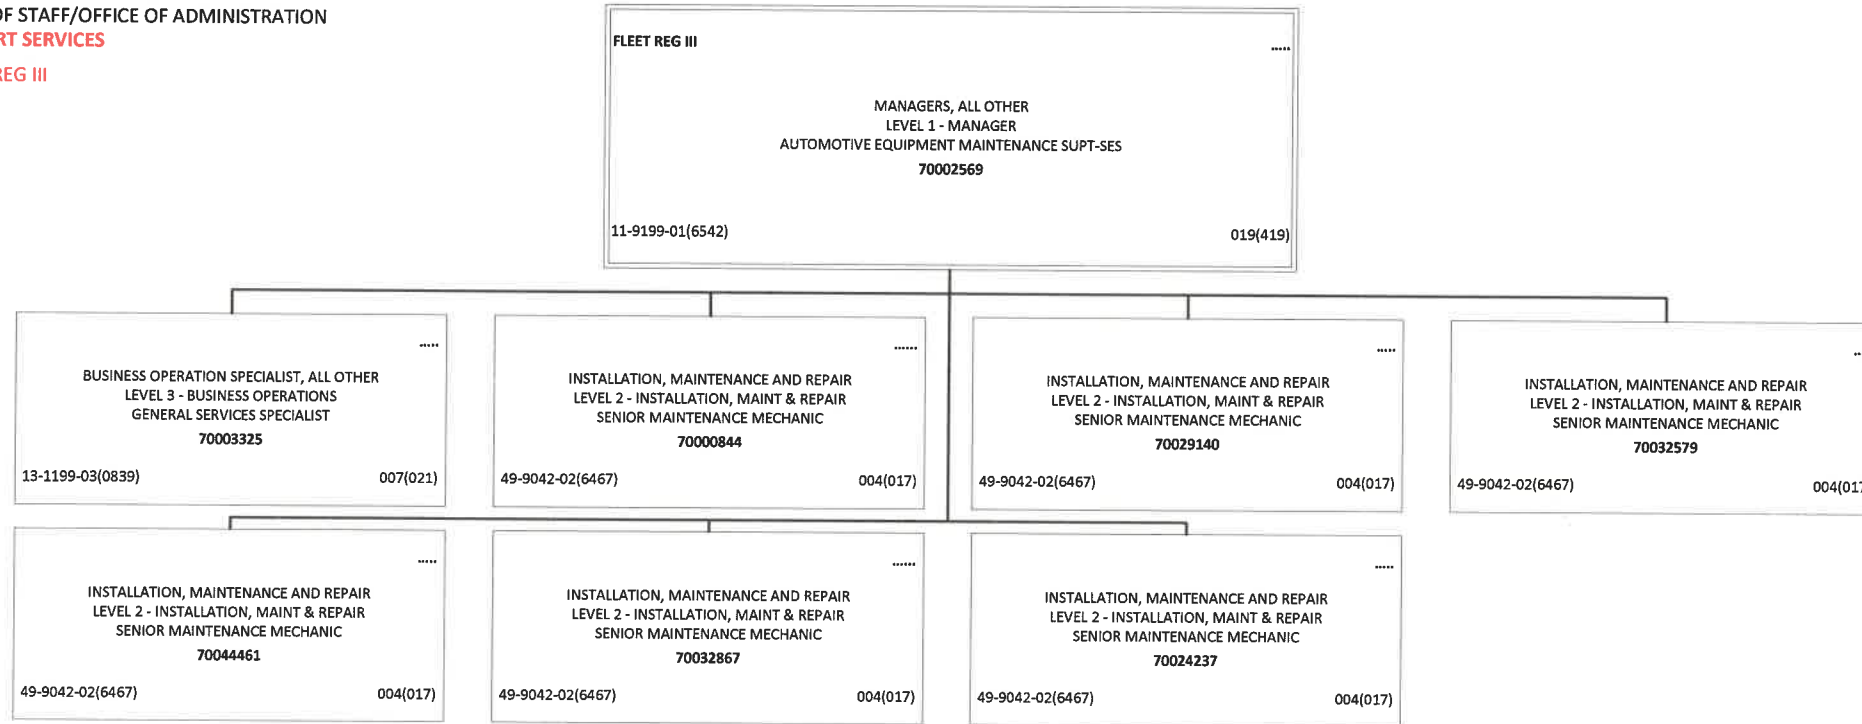 OF STAFF/OFFICE OF ADMINISTRATION
RT SERVICES
REG III
FLEET REG III
.....
MANAGERS, ALL OTHER
LEVEL 1 - MANAGER
AUTOMOTIVE EQUIPMENT MAINTENANCE SUPT-SES
70002569
11-9199-01(6542)
019(419)
.....
BUSINESS OPERATION SPECIALIST, ALL OTHER
LEVEL 3 - BUSINESS OPERATIONS
GENERAL SERVICES SPECIALIST
70003325
13-1199-03(0839)
007(021)
......
INSTALLATION, MAINTENANCE AND REPAIR
LEVEL 2 - INSTALLATION, MAINT & REPAIR
SENIOR MAINTENANCE MECHANIC
70000844
49-9042-02(6467)
004(017)
.....
INSTALLATION, MAINTENANCE AND REPAIR
LEVEL 2 - INSTALLATION, MAINT & REPAIR
SENIOR MAINTENANCE MECHANIC
70029140
49-9042-02(6467)
004(017)
...
INSTALLATION, MAINTENANCE AND REPAIR
LEVEL 2 - INSTALLATION, MAINT & REPAIR
SENIOR MAINTENANCE MECHANIC
70032579
49-9042-02(6467)
004(017
.....
INSTALLATION, MAINTENANCE AND REPAIR
LEVEL 2 - INSTALLATION, MAINT & REPAIR
SENIOR MAINTENANCE MECHANIC
70044461
49-9042-02(6467)
004(017)
......
INSTALLATION, MAINTENANCE AND REPAIR
LEVEL 2 - INSTALLATION, MAINT & REPAIR
SENIOR MAINTENANCE MECHANIC
70032867
49-9042-02(6467)
004(017)
.....
INSTALLATION, MAINTENANCE AND REPAIR
LEVEL 2 - INSTALLATION, MAINT & REPAIR
SENIOR MAINTENANCE MECHANIC
70024237
49-9042-02(6467)
004(017)